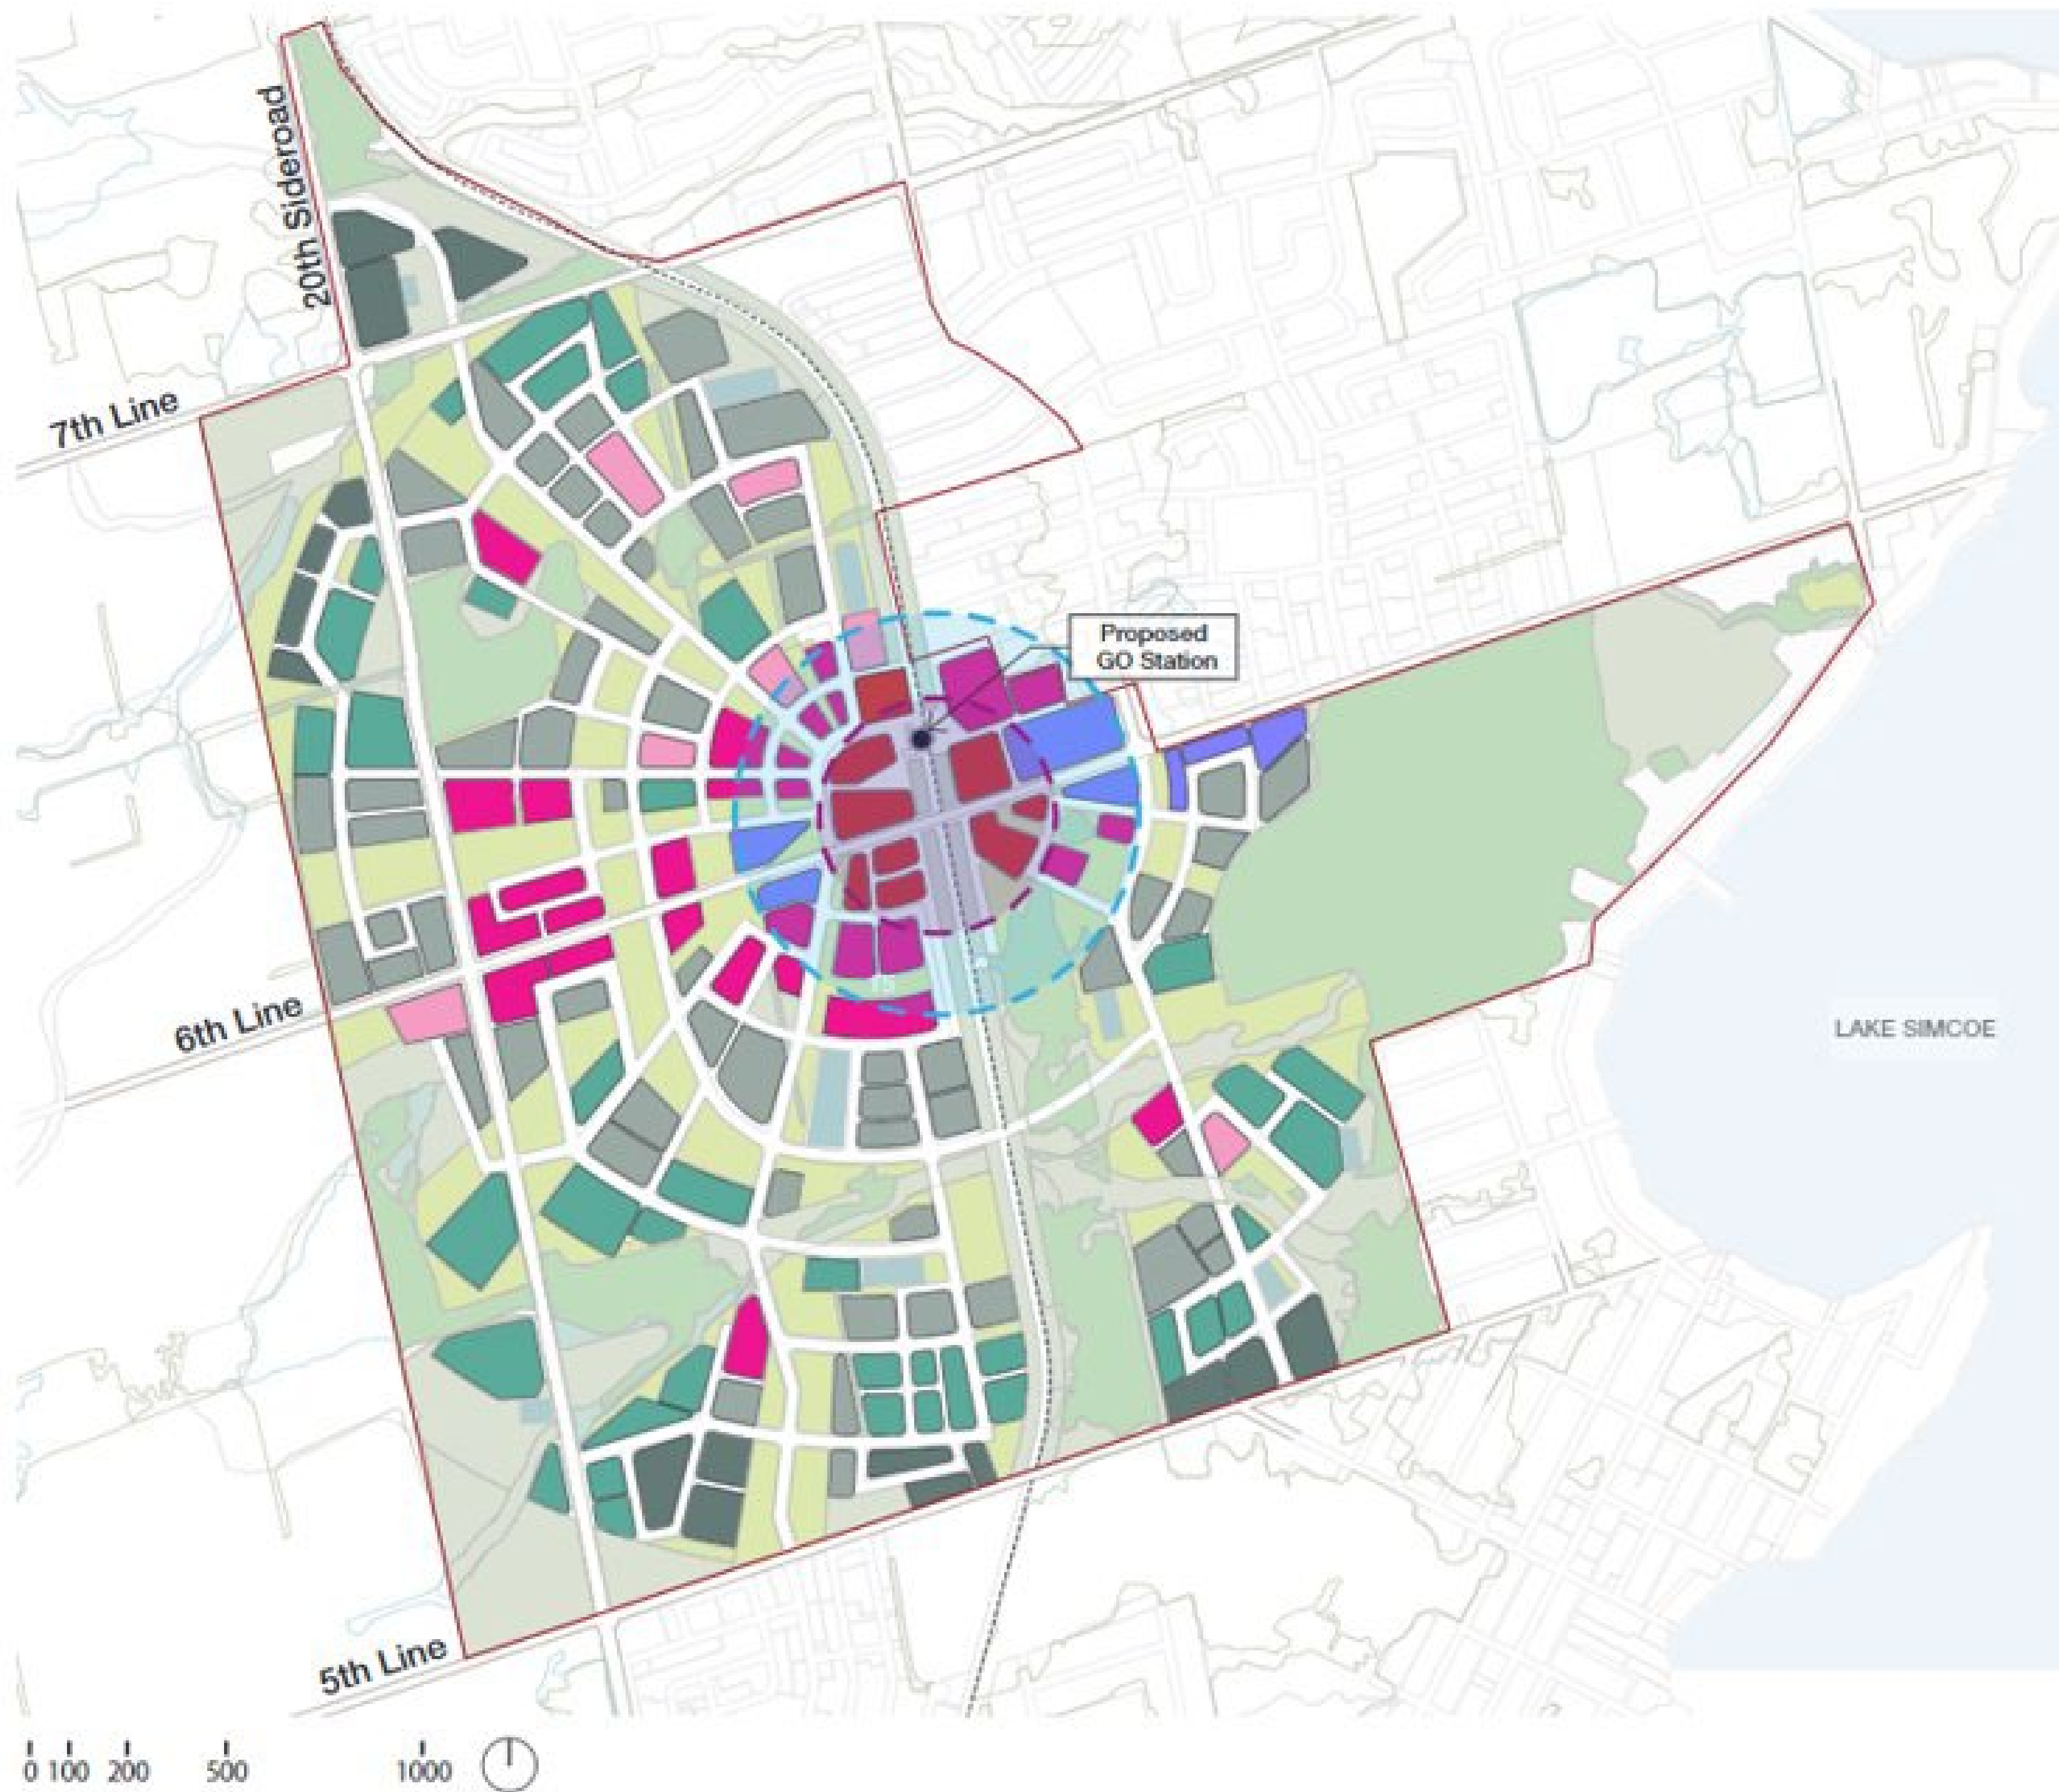 20th Sideroad
7th Line
Proposed
GO Station
6th Line
LAKE SIMCOE
5th Line
0 100 200 500 1000